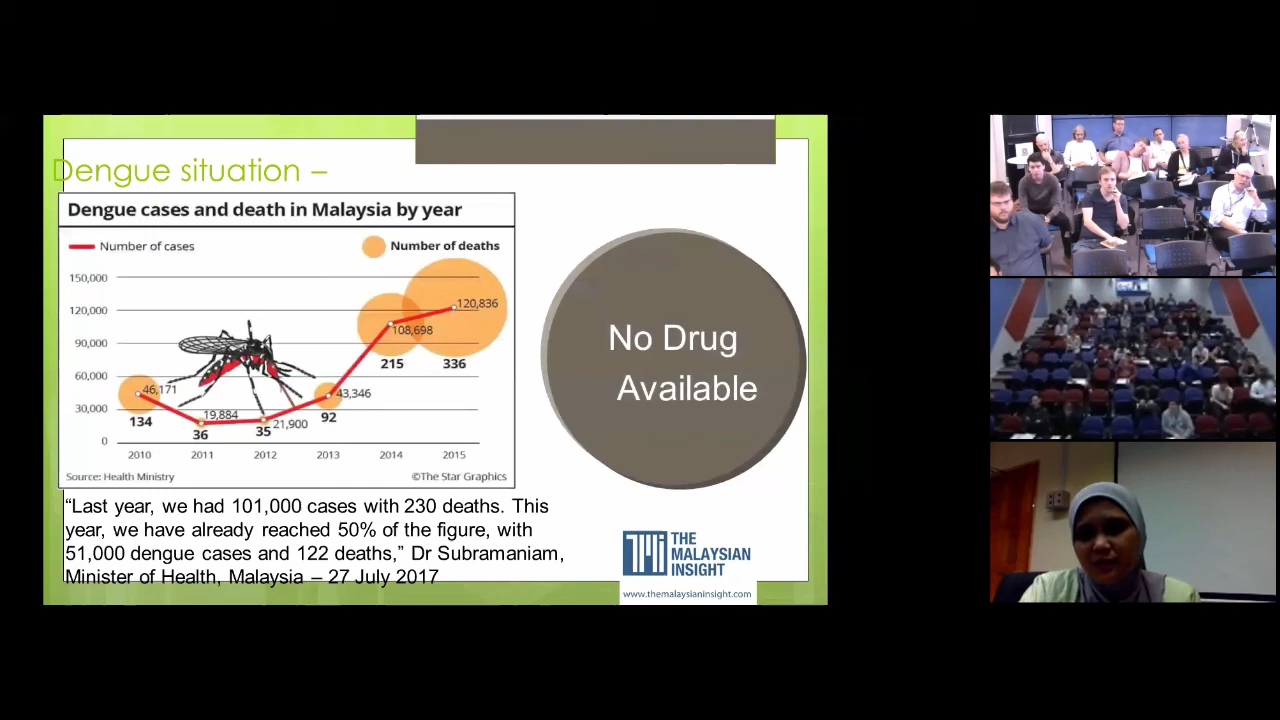 Dengue situation –
Dengue cases and death in Malaysia by year
Number of cases
Number of deaths
150,000
120,000
90,000
60,000
30,000
0
46,171
134
19,884
36
35
21,900
43,346
92
108,698
215
120,836
336
2010 2011 2012 2013 2014 2015
Source: Health Ministry
©The Star Graphics
No Drug
Available
“Last year, we had 101,000 cases with 230 deaths. This
year, we have already reached 50% of the figure, with
51,000 dengue cases and 122 deaths,” Dr Subramaniam,
Minister of Health, Malaysia – 27 July 2017
TMI
THE
MALAYSIAN
INSIGHT
www.themalaysianinsight.com